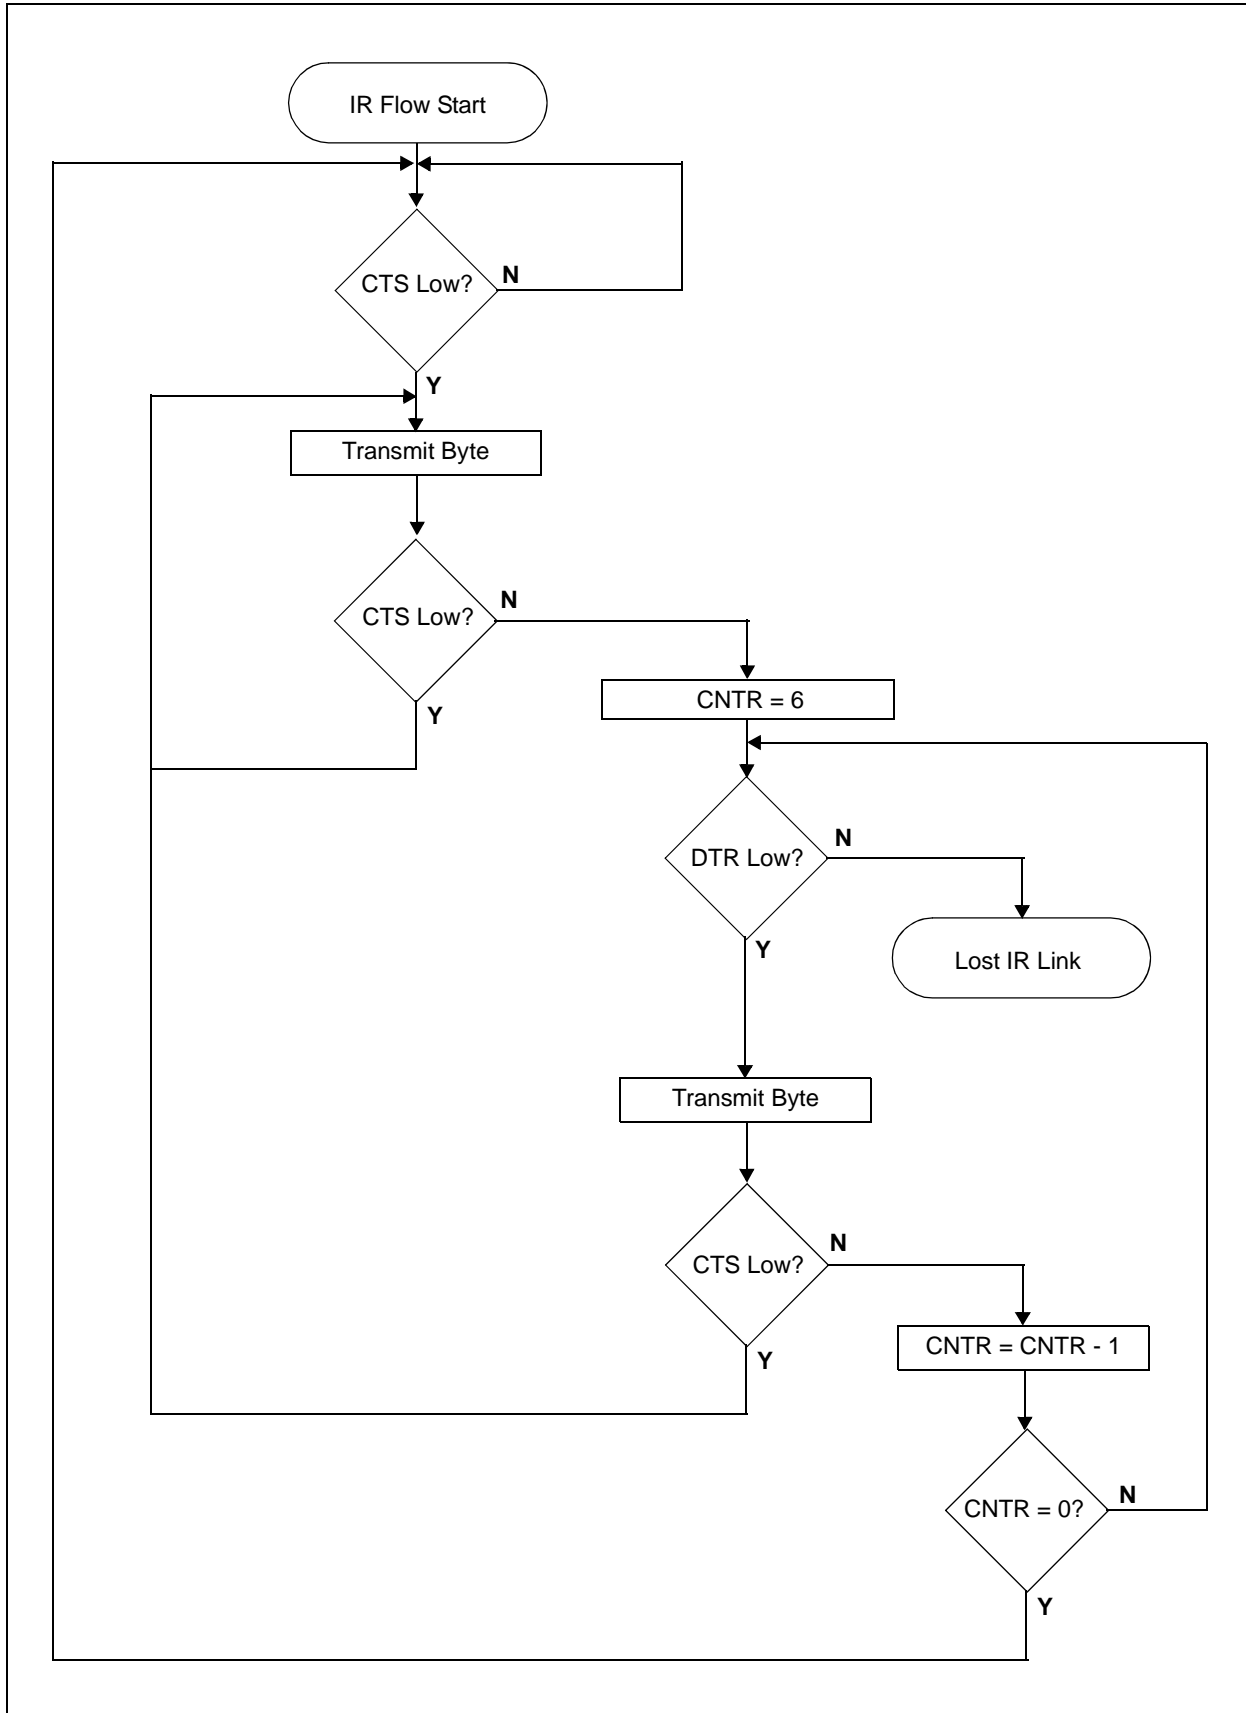 IR Flow Start
CTS Low?
N
Y
Transmit Byte
CTS Low?
N
Y
CNTR = 6
DTR Low?
N
Y
Lost IR Link
Transmit Byte
CTS Low?
N
Y
CNTR = CNTR - 1
CNTR = 0?
N
Y